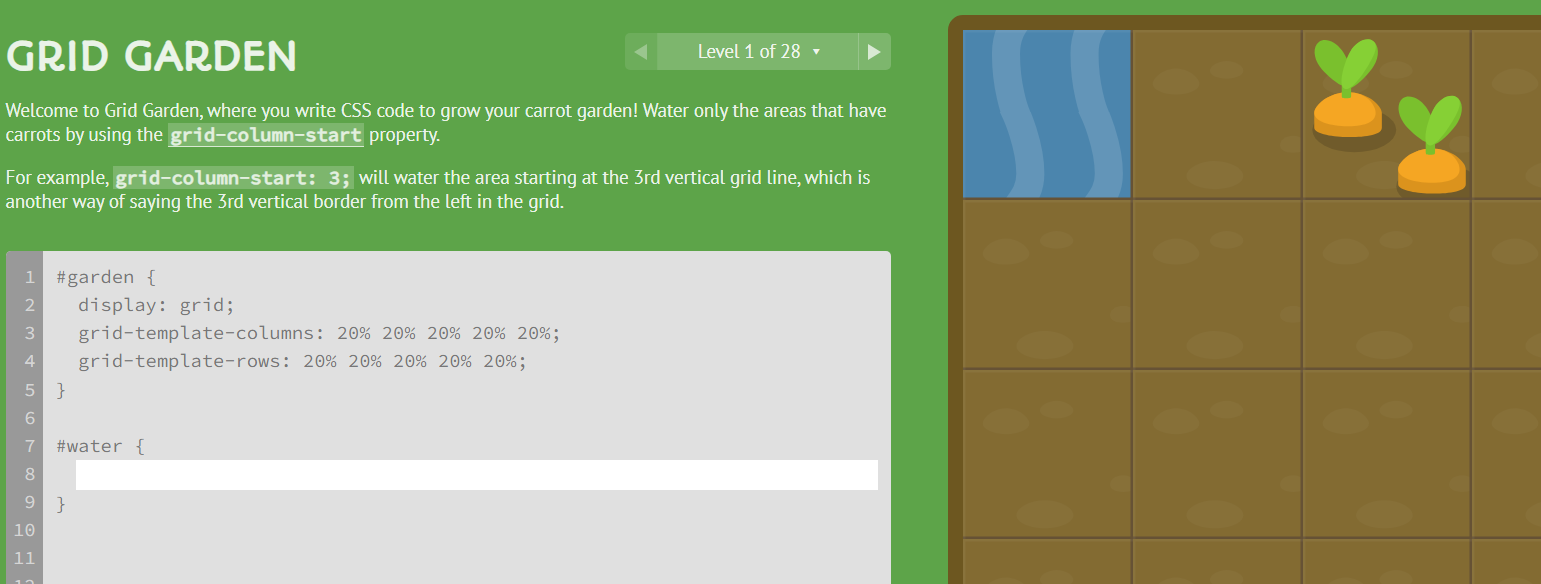 GRID GARDEN
◀ Level 1 of 28 ▼ ▶
Welcome to Grid Garden, where you write CSS code to grow your carrot garden! Water only the areas that have
carrots by using the grid-column-start property.
For example, grid-column-start: 3; will water the area starting at the 3rd vertical grid line, which is
another way of saying the 3rd vertical border from the left in the grid.
1 #garden {
2 display: grid;
3 grid-template-columns: 20% 20% 20% 20% 20%;
4 grid-template-rows: 20% 20% 20% 20% 20%;
5 }
6
7 #water {
8
9 }
10
11